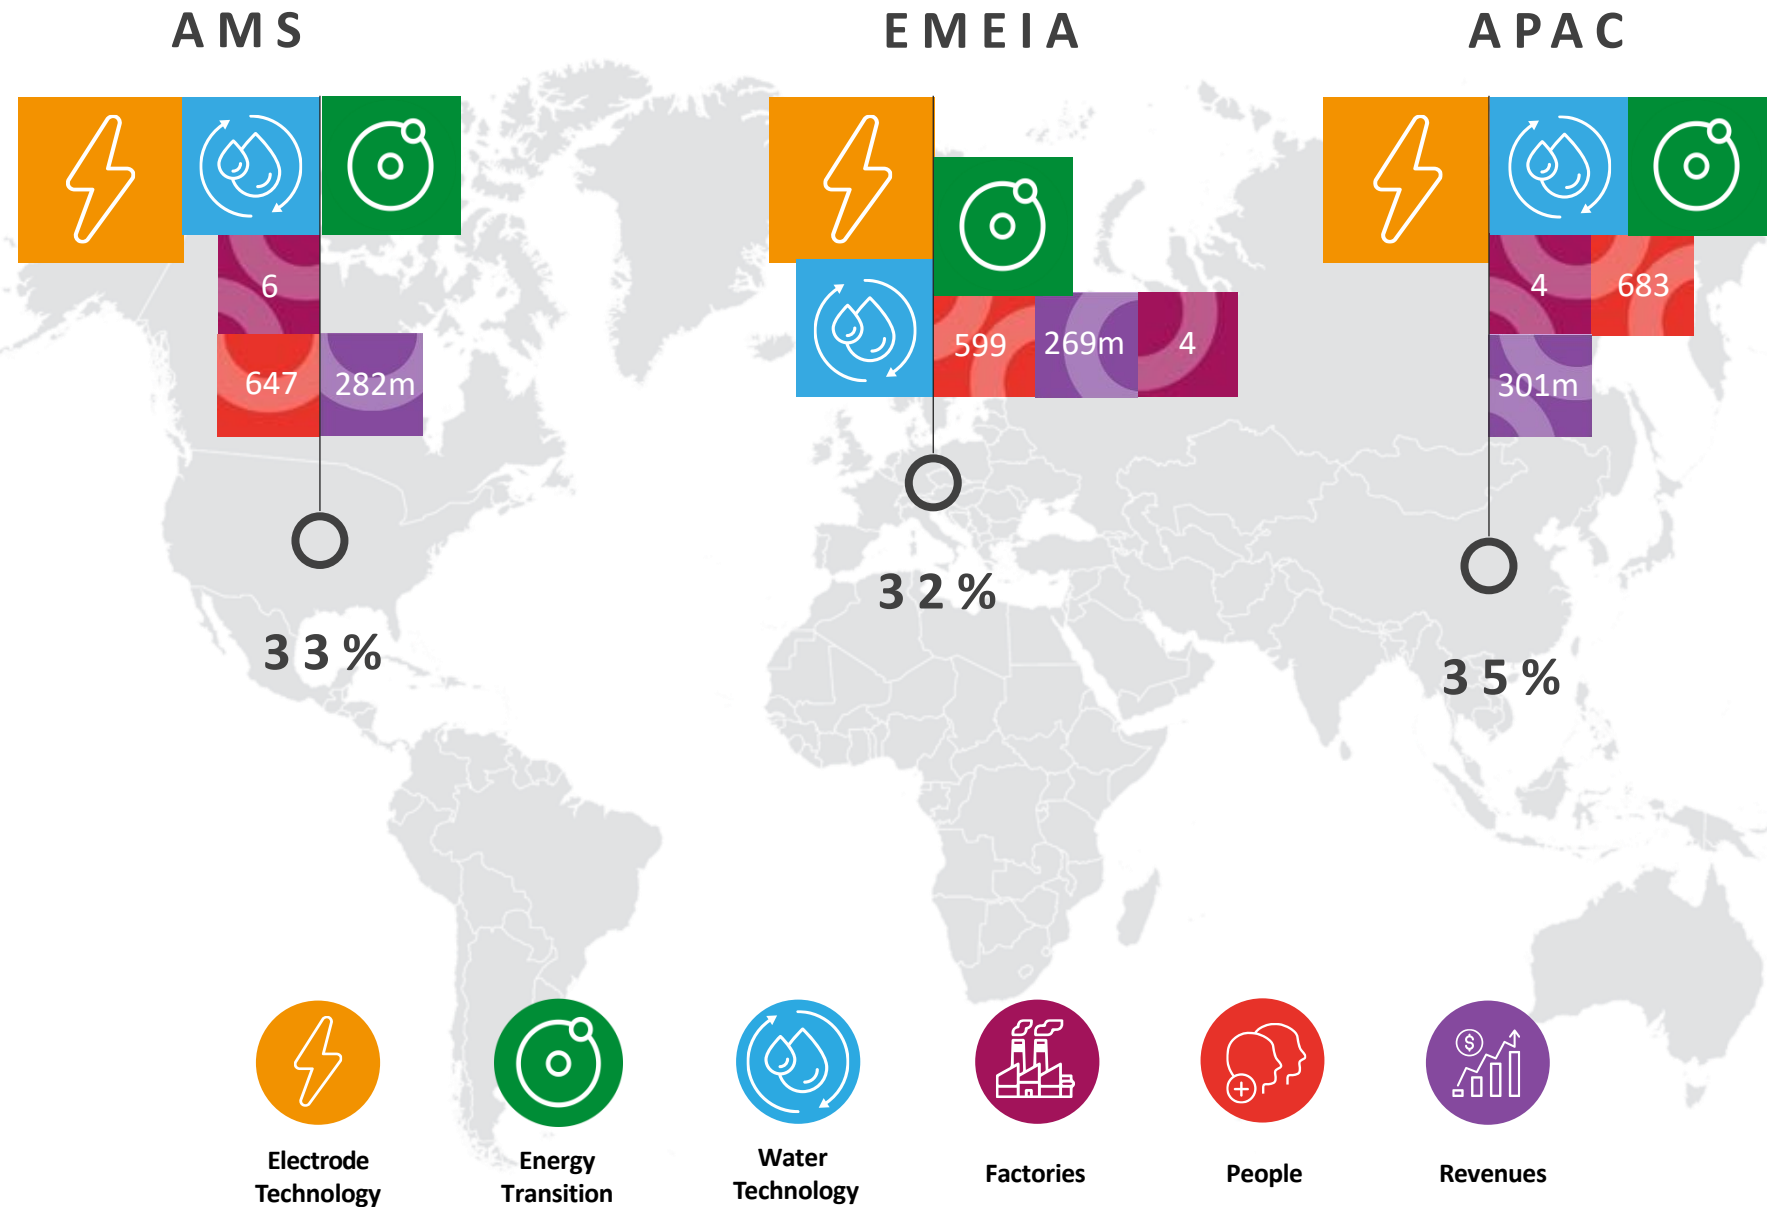 AMS
EMEIA
APAC
6
647
282m
599
269m
4
4
683
301m
33%
32%
35%
$
Electrode
Technology
Energy
Transition
Water
Technology
Factories
People
Revenues